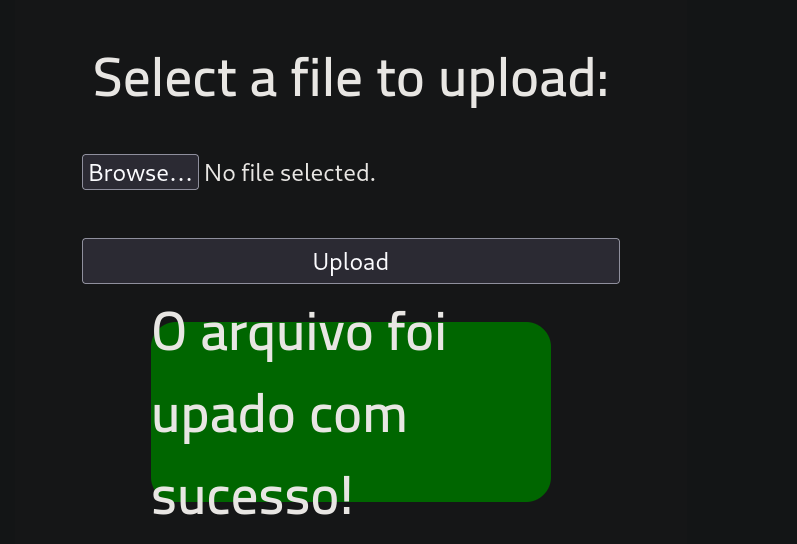 Select a file to upload:
Browse... No file selected.
Upload
O arquivo foi
upado com
sucesso!